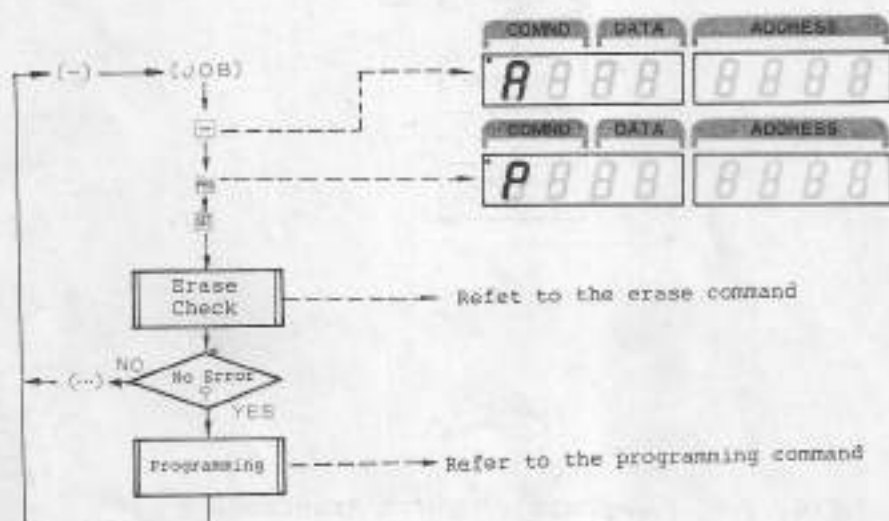 COMND DATA ADDRESS
(-) (JOB)
A
COMND DATA ADDRESS
P
Erase
Check
Refet to the erase command
NO
(--)
No Error
?
YES
Programming
Refer to the programming command